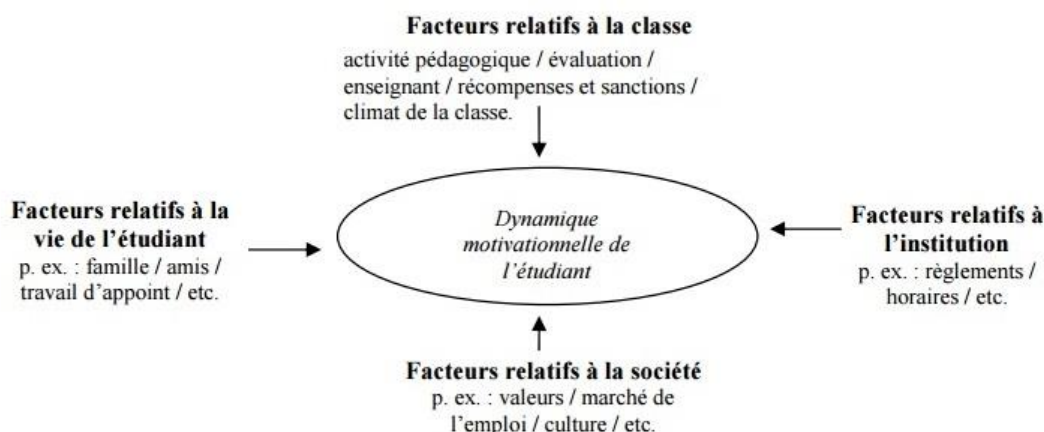 Facteurs relatifs à la classe
activité pédagogique / évaluation /
enseignant / récompenses et sanctions /
climat de la classe.
Facteurs relatifs à la
vie de l’étudiant
p. ex. : famille / amis /
travail d’appoint / etc.
Dynamique
motivationnelle de
l’étudiant
Facteurs relatifs à
l’institution
p. ex. : règlements /
horaires / etc.
Facteurs relatifs à la société
p. ex. : valeurs / marché de
l’emploi / culture / etc.